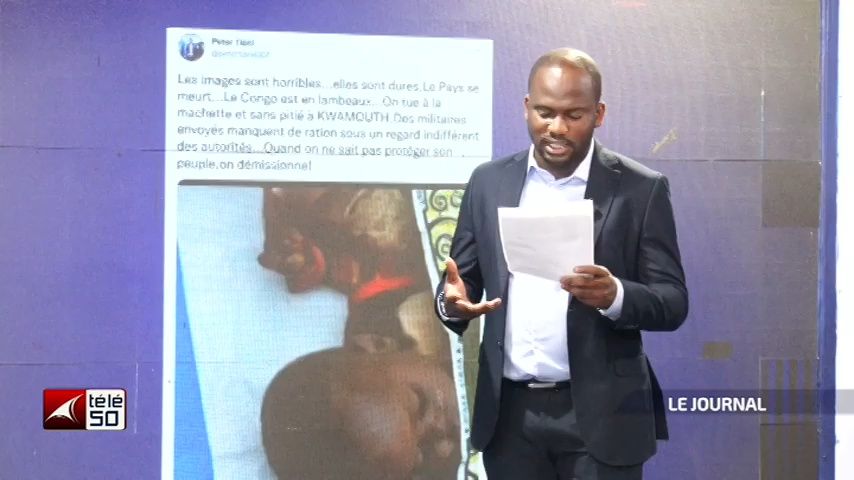 Peter Tiani
Les images sont horribles...elles sont dures.Le Pays se
meurt...Le Congo est en lambeaux...On tue à la
machette et sans pitié à KWAMOUTH.Des militaires
envoyés manquent de ration sous un regard indifférent
des autorités...Quand on ne sait pas protéger son
peuple,on démissionne!
télé
50
LE JOURNAL